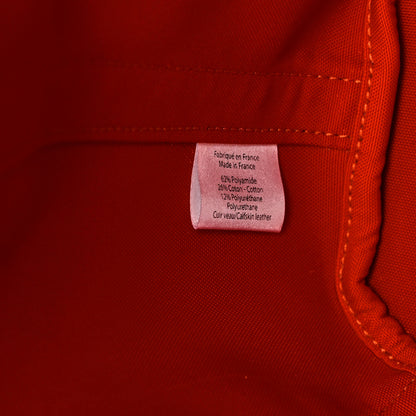 Fabriqué en France
Made in France
62% Polyamide
26% Coton - Cotton
12% Polyuréthane
Polyurethane
Cuir veau/Calfskin leather